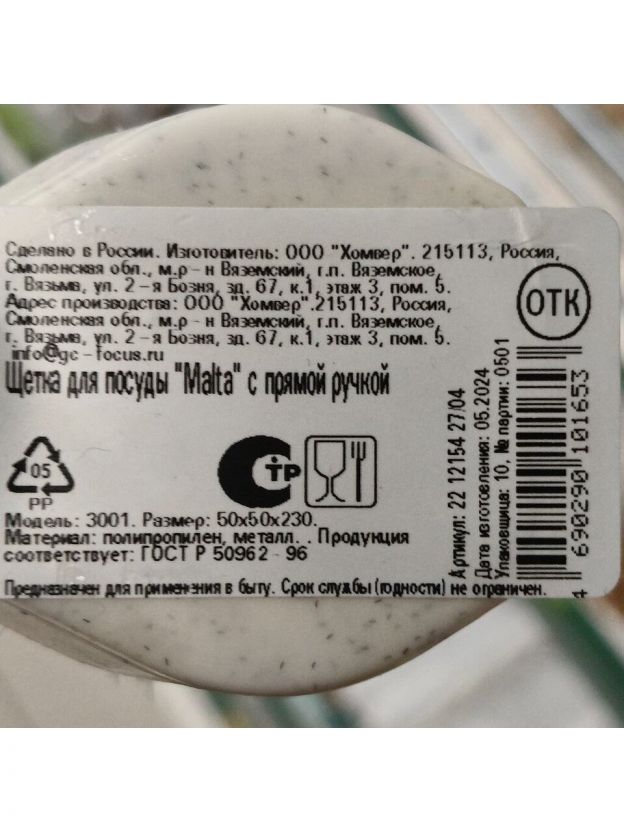 Сделано в России. Изготовитель: ООО "Хомвер". 215113, Россия,
Смоленская обл., м.р - н Вяземский, г.п. Вяземское,
г. Вязьма, ул. 2 - я Бозня, зд. 67, к.1, этаж 3, пом. 5.
Адрес производства: ООО "Хомвер".215113, Россия,
Смоленская обл., м.р - н Вяземский, г.п. Вяземское,
г. Вязьма, ул. 2 - я Бозня, зд. 67, к.1, этаж 3, пом. 5.
info@gc - focus.ru
ОТК
Щетка для посуды "Malta" с прямой ручкой
05
PP
СТР
Модель: 3001. Размер: 50х50х230.
Материал: полипропилен, металл. . Продукция
соответствует: ГОСТ Р 50962 - 96
Предназначен для применения в быту. Срок службы (годности) не ограничен.
Артикул: 22 12154 27/04
Дата изготовления: 05.2024
Упаковщица: 10, № партии: 0501
4 690290 101653